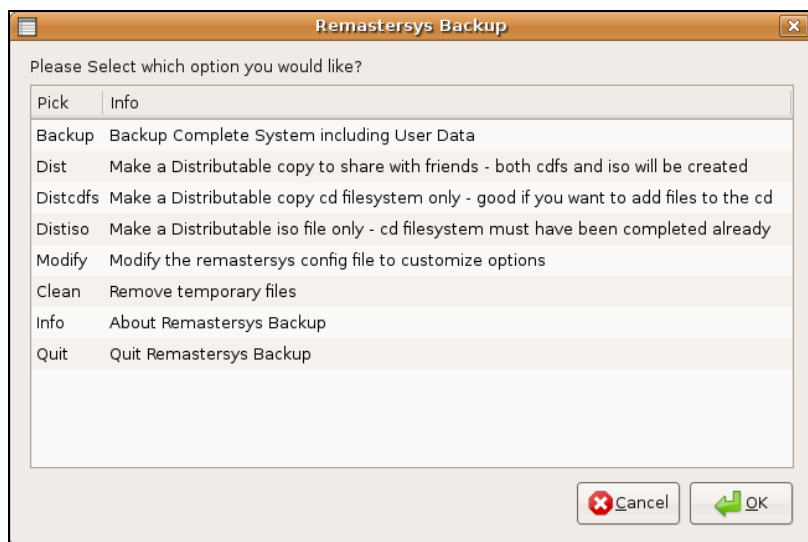 Remastersys Backup
Please Select which option you would like?
Pick Info
Backup Backup Complete System including User Data
Dist Make a Distributable copy to share with friends - both cdfs and iso will be created
Distcdfs Make a Distributable copy cd filesystem only - good if you want to add files to the cd
Distiso Make a Distributable iso file only - cd filesystem must have been completed already
Modify Modify the remastersys config file to customize options
Clean Remove temporary files
Info About Remastersys Backup
Quit Quit Remastersys Backup
Cancel OK